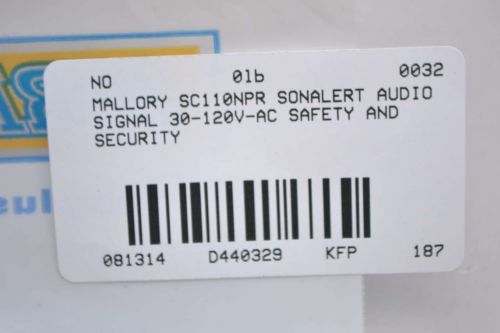 NO 0lb 0032
MALLORY SC110NPR SONALERT AUDIO
SIGNAL 30-120V-AC SAFETY AND
SECURITY
081314 D440329 KFP 187